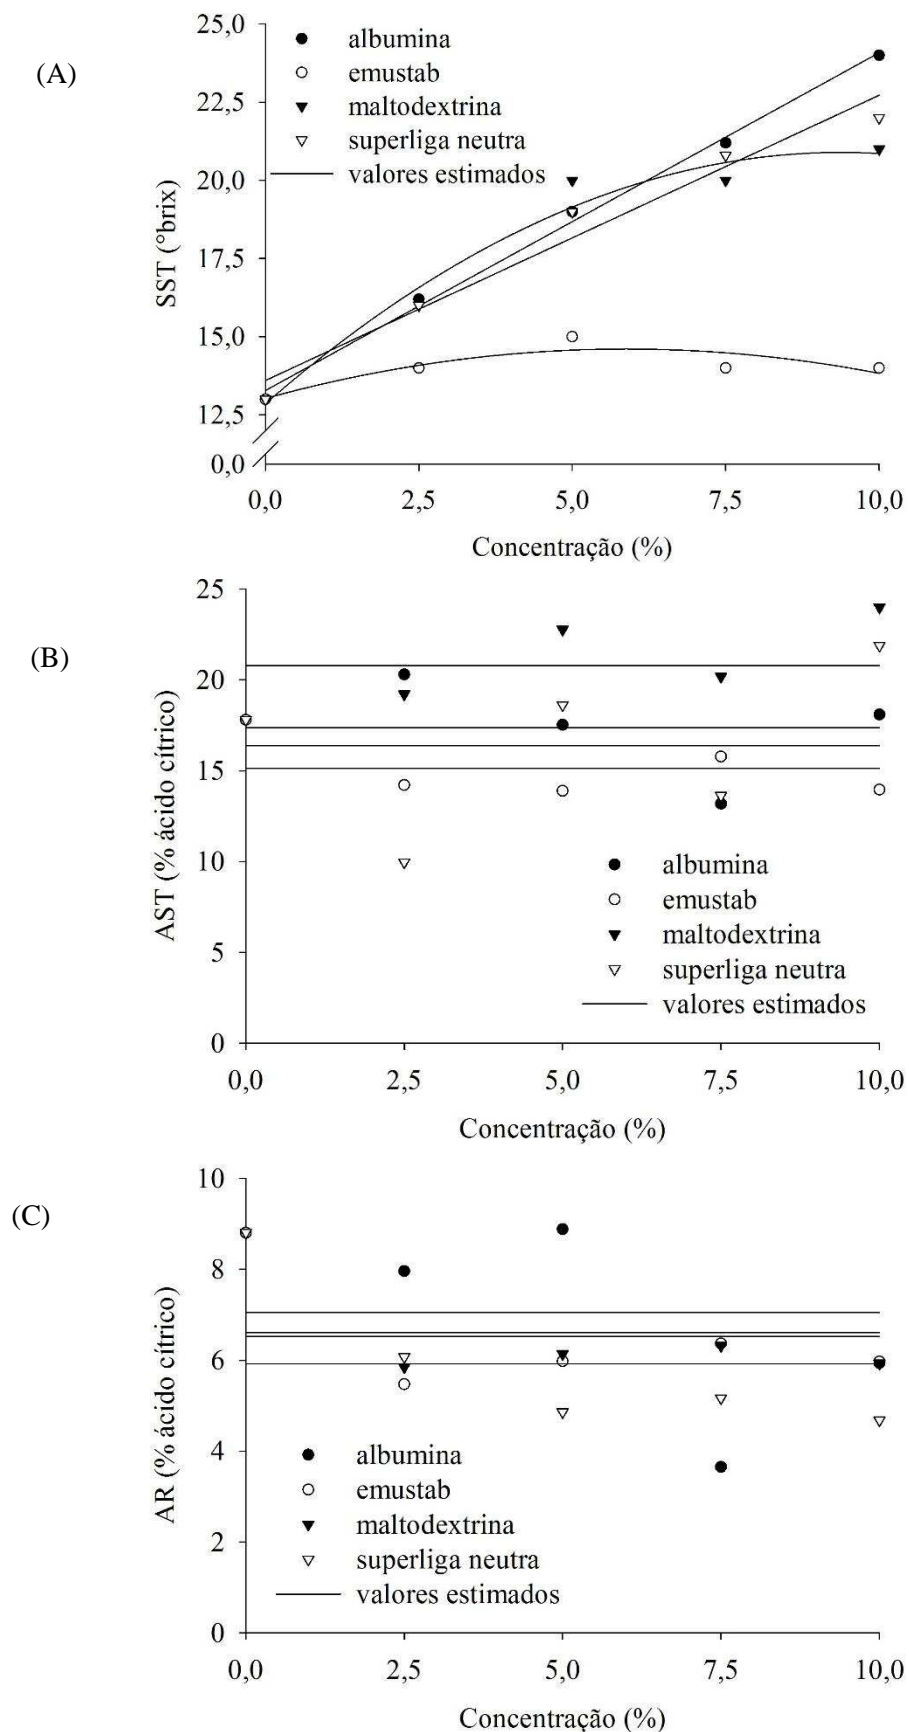 (A)
25,0
22,5
20,0
17,5
15,0
12,5
0,0
SST (°brix)
albumina
emustab
maltodextrina
superliga neutra
valores estimados
0,0 2,5 5,0 7,5 10,0
Concentração (%)
(B)
25
20
15
10
5
0
AST (% ácido cítrico)
albumina
emustab
maltodextrina
superliga neutra
valores estimados
0,0 2,5 5,0 7,5 10,0
Concentração (%)
(C)
10
8
6
4
2
0
AR (% ácido cítrico)
albumina
emustab
maltodextrina
superliga neutra
valores estimados
0,0 2,5 5,0 7,5 10,0
Concentração (%)